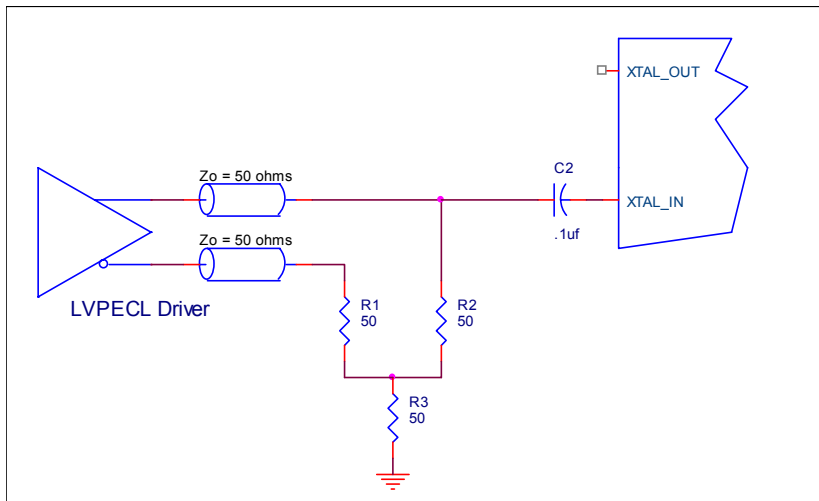 XTAL_OUT
Zo = 50 ohms
C2
XTAL_IN
.1uf
Zo = 50 ohms
LVPECL Driver
R1
50
R2
50
R3
50